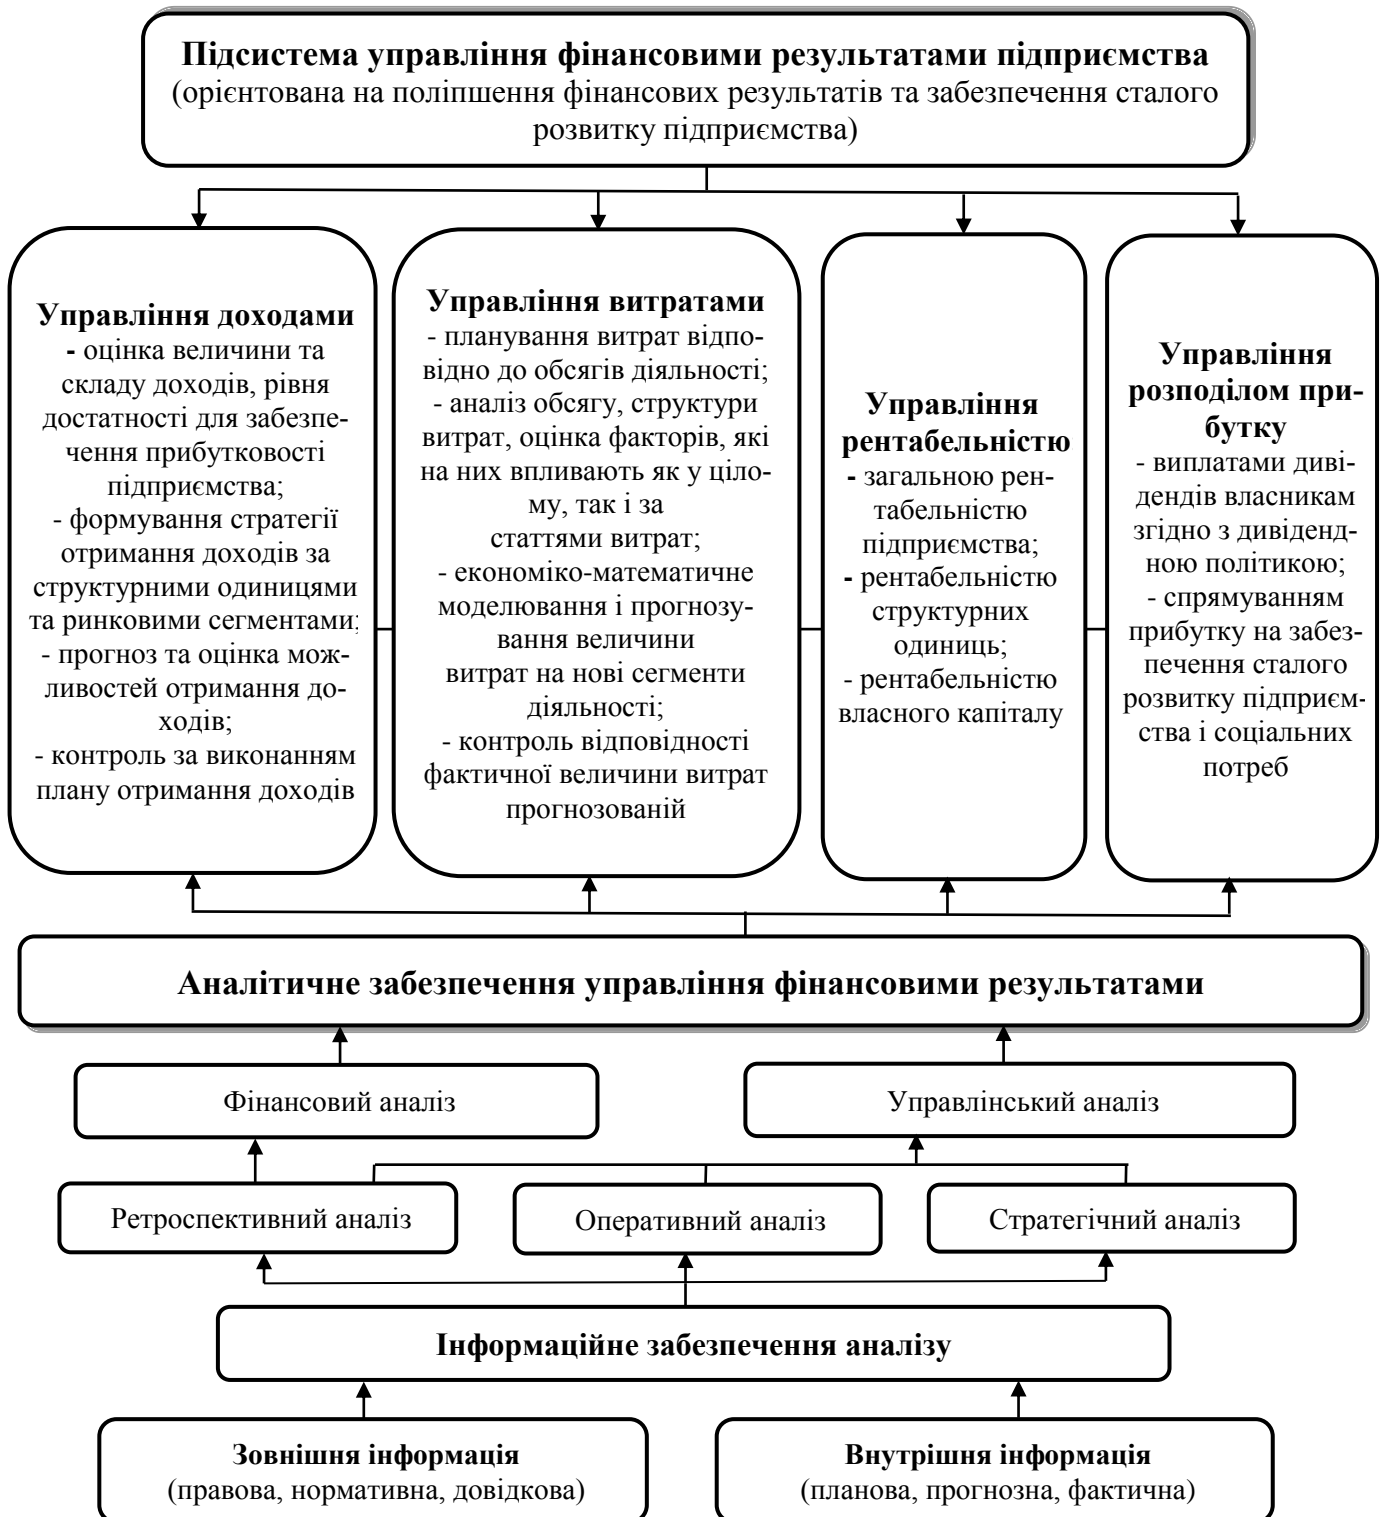 Підсистема управління фінансовими результатами підприємства
(орієнтована на поліпшення фінансових результатів та забезпечення сталого
розвитку підприємства)
Управління доходами
- оцінка величини та
складу доходів, рівня
достатності для забезпе-
чення прибутковості
підприємства;
- формування стратегії
отримання доходів за
структурними одиницями
та ринковими сегментами;
- прогноз та оцінка мож-
ливостей отримання до-
ходів;
- контроль за виконанням
плану отримання доходів
Управління витратами
- планування витрат відпо-
відно до обсягів діяльності;
- аналіз обсягу, структури
витрат, оцінка факторів, які
на них впливають як у ціло-
му, так і за
статтями витрат;
- економіко-математичне
моделювання і прогнозу-
вання величини
витрат на нові сегменти
діяльності;
- контроль відповідності
фактичної величини витрат
прогнозованій
Управління
рентабельністю
- загальною рен-
табельністю
підприємства;
- рентабельністю
структурних
одиниць;
- рентабельністю
власного капіталу
Управління
розподілом при-
бутку
- виплатами диві-
дендів власникам
згідно з дивіденд-
ною політикою;
- спрямуванням
прибутку на забез-
печення сталого
розвитку підприєм-
ства і соціальних
потреб
Аналітичне забезпечення управління фінансовими результатами
Фінансовий аналіз
Управлінський аналіз
Ретроспективний аналіз
Оперативний аналіз
Стратегічний аналіз
Інформаційне забезпечення аналізу
Зовнішня інформація
(правова, нормативна, довідкова)
Внутрішня інформація
(планова, прогнозна, фактична)